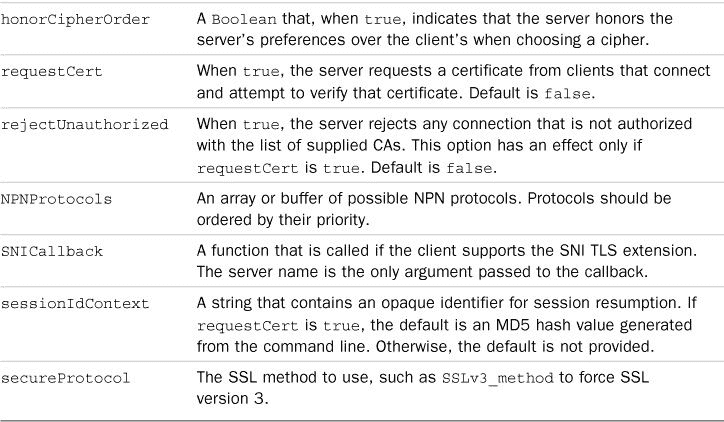 honorCipherOrder A Boolean that, when true, indicates that the server honors the
server's preferences over the client's when choosing a cipher.
requestCert When true, the server requests a certificate from clients that connect
and attempt to verify that certificate. Default is false.
rejectUnauthorized When true, the server rejects any connection that is not authorized
with the list of supplied CAs. This option has an effect only if
requestCert is true. Default is false.
NPNProtocols An array or buffer of possible NPN protocols. Protocols should be
ordered by their priority.
SNICallback A function that is called if the client supports the SNI TLS extension.
The server name is the only argument passed to the callback.
sessionIdContext A string that contains an opaque identifier for session resumption. If
requestCert is true, the default is an MD5 hash value generated
from the command line. Otherwise, the default is not provided.
secureProtocol The SSL method to use, such as SSLv3_method to force SSL
version 3.